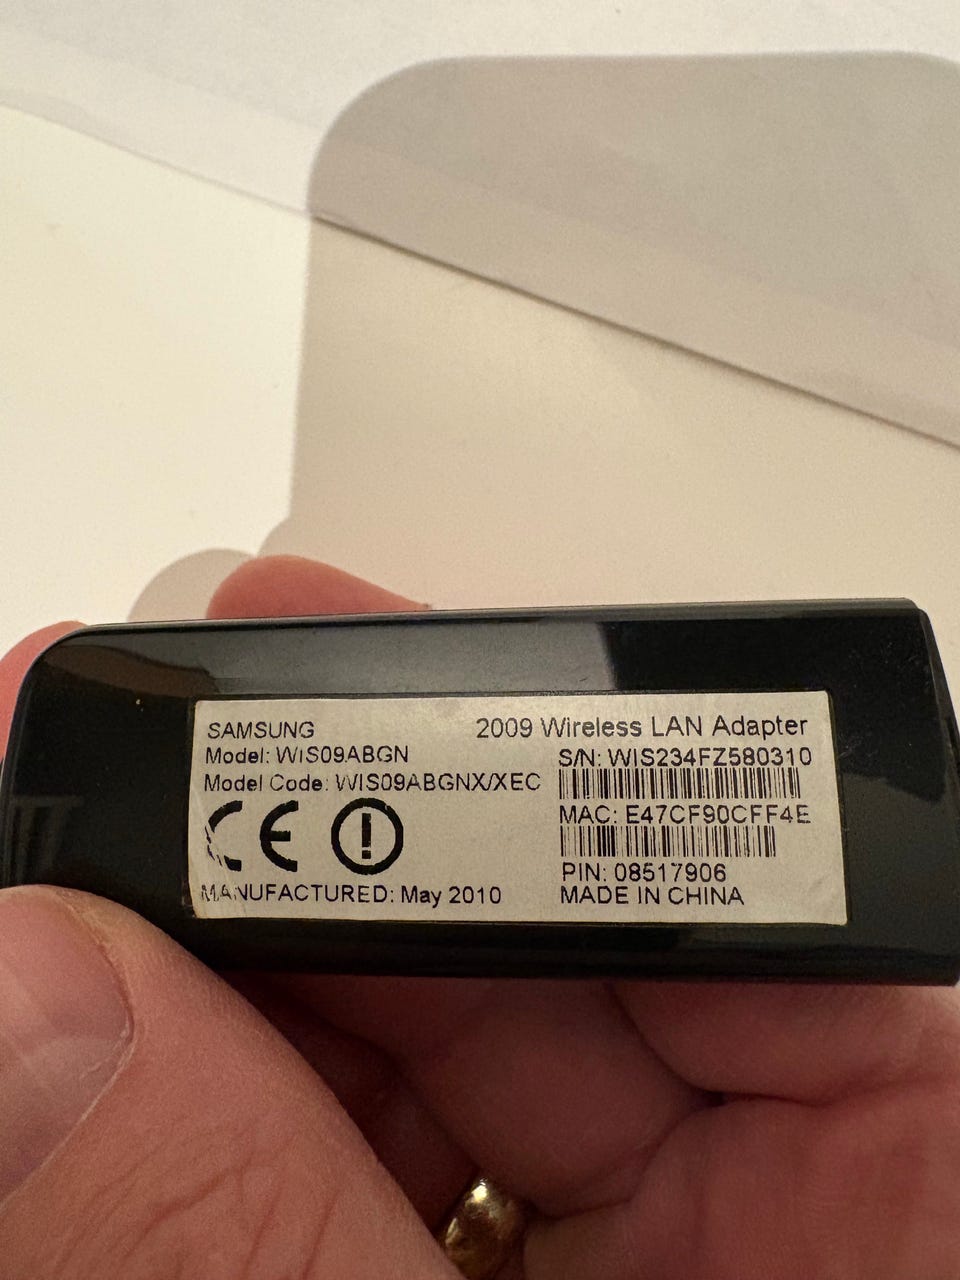 SAMSUNG
2009 Wireless LAN Adapter
Model: WIS09ABGN
S/N: WIS234FZ580310
Model Code: WIS09ABGNX/XEC
MAC: E47CF90CFF4E
CE
PIN: 08517906
MANUFACTURED: May 2010
MADE IN CHINA